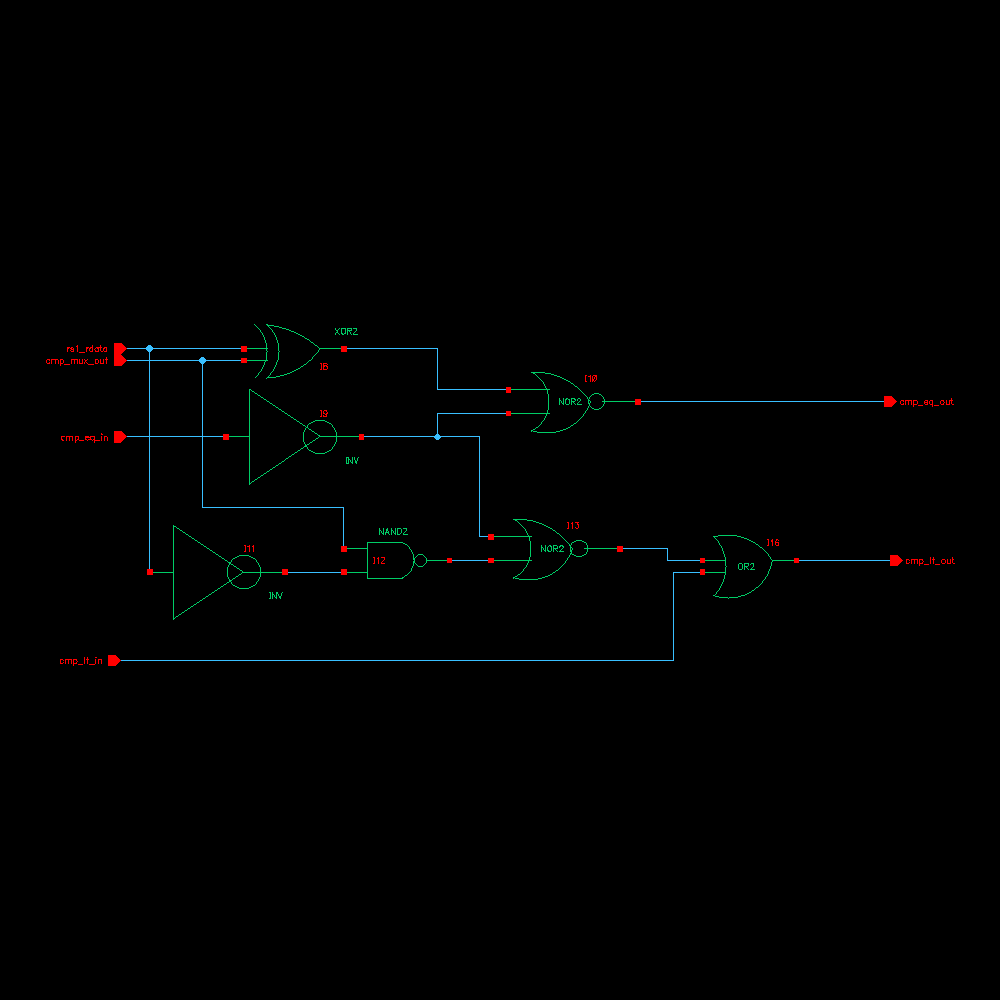 XOR2
rs1_rdata
cmp_mux_out
I8
I10
NOR2
cmp_eq_out
I9
cmp_eq_in
INV
I13
NAND2
I16
I11
NOR2
I12
cmp_lt_out
OR2
INV
cmp_lt_in